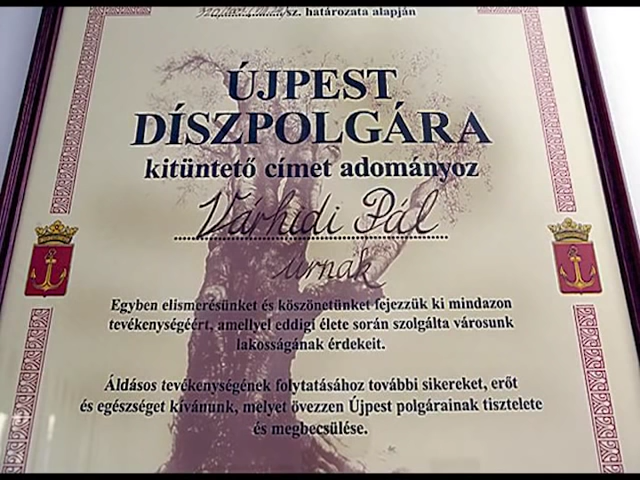 sz. határozata alapján
ÚJPEST
DÍSZPOLGÁRA
kitüntető címet adományoz
Várhidi Pál
úrnak
Egyben elismerésünket és köszönetünket fejezzük ki mindazon
tevékenységéért, amellyel eddigi élete során szolgálta városunk
lakosságának érdekeit.
Áldásos tevékenységének folytatásához további sikereket, erőt
és egészséget kívánunk, melyet övezzen Újpest polgárainak tisztelete
és megbecsülése.